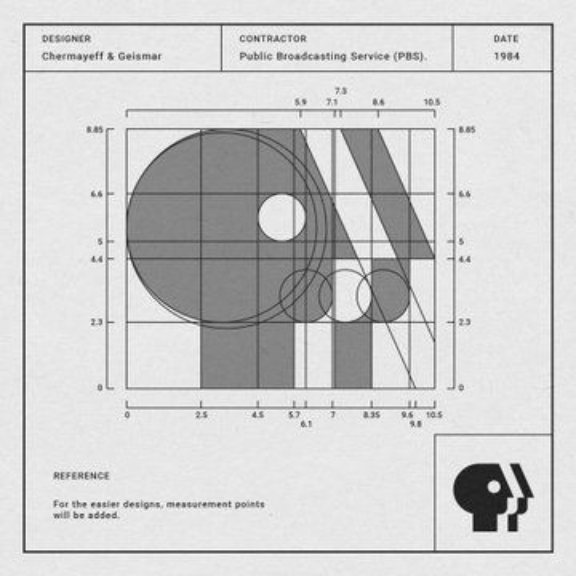 DESIGNER
Chermayeff & Geismar
CONTRACTOR
Public Broadcasting Service (PBS).
DATE
1984
7.3
5.9 7.1 8.6 10.5
8.85 8.85
6.6 6.6
5 5
4.4 4.4
2.3 2.3
0 0
0 2.5 4.5 5.7 7 8.35 9.6 10.5
6.1 9.8
REFERENCE
For the easier designs, measurement points
will be added.